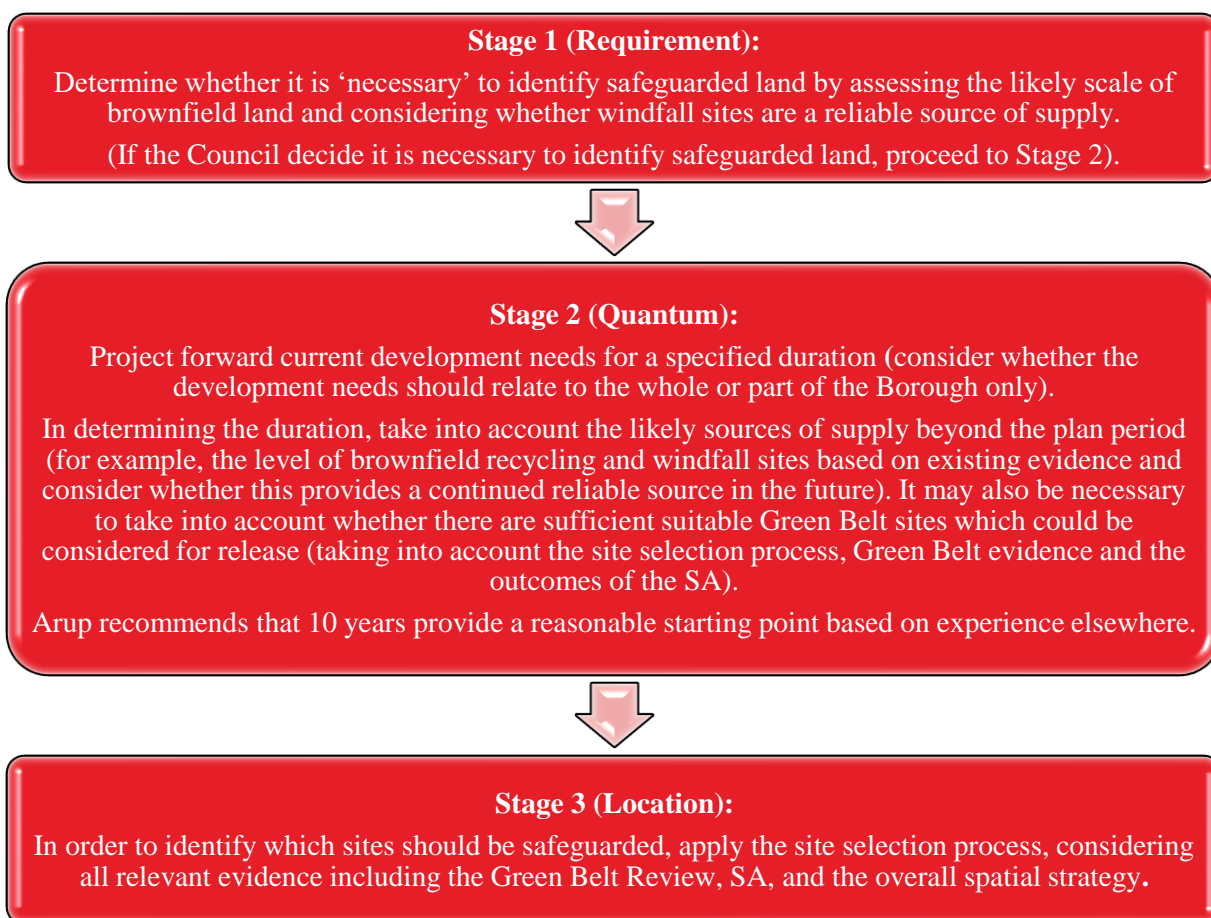 Stage 1 (Requirement):
Determine whether it is ‘necessary’ to identify safeguarded land by assessing the likely scale of
brownfield land and considering whether windfall sites are a reliable source of supply.
(If the Council decide it is necessary to identify safeguarded land, proceed to Stage 2).
Stage 2 (Quantum):
Project forward current development needs for a specified duration (consider whether the
development needs should relate to the whole or part of the Borough only).
In determining the duration, take into account the likely sources of supply beyond the plan period
(for example, the level of brownfield recycling and windfall sites based on existing evidence and
consider whether this provides a continued reliable source in the future). It may also be necessary
to take into account whether there are sufficient suitable Green Belt sites which could be
considered for release (taking into account the site selection process, Green Belt evidence and the
outcomes of the SA).
Arup recommends that 10 years provide a reasonable starting point based on experience elsewhere.
Stage 3 (Location):
In order to identify which sites should be safeguarded, apply the site selection process, considering
all relevant evidence including the Green Belt Review, SA, and the overall spatial strategy.